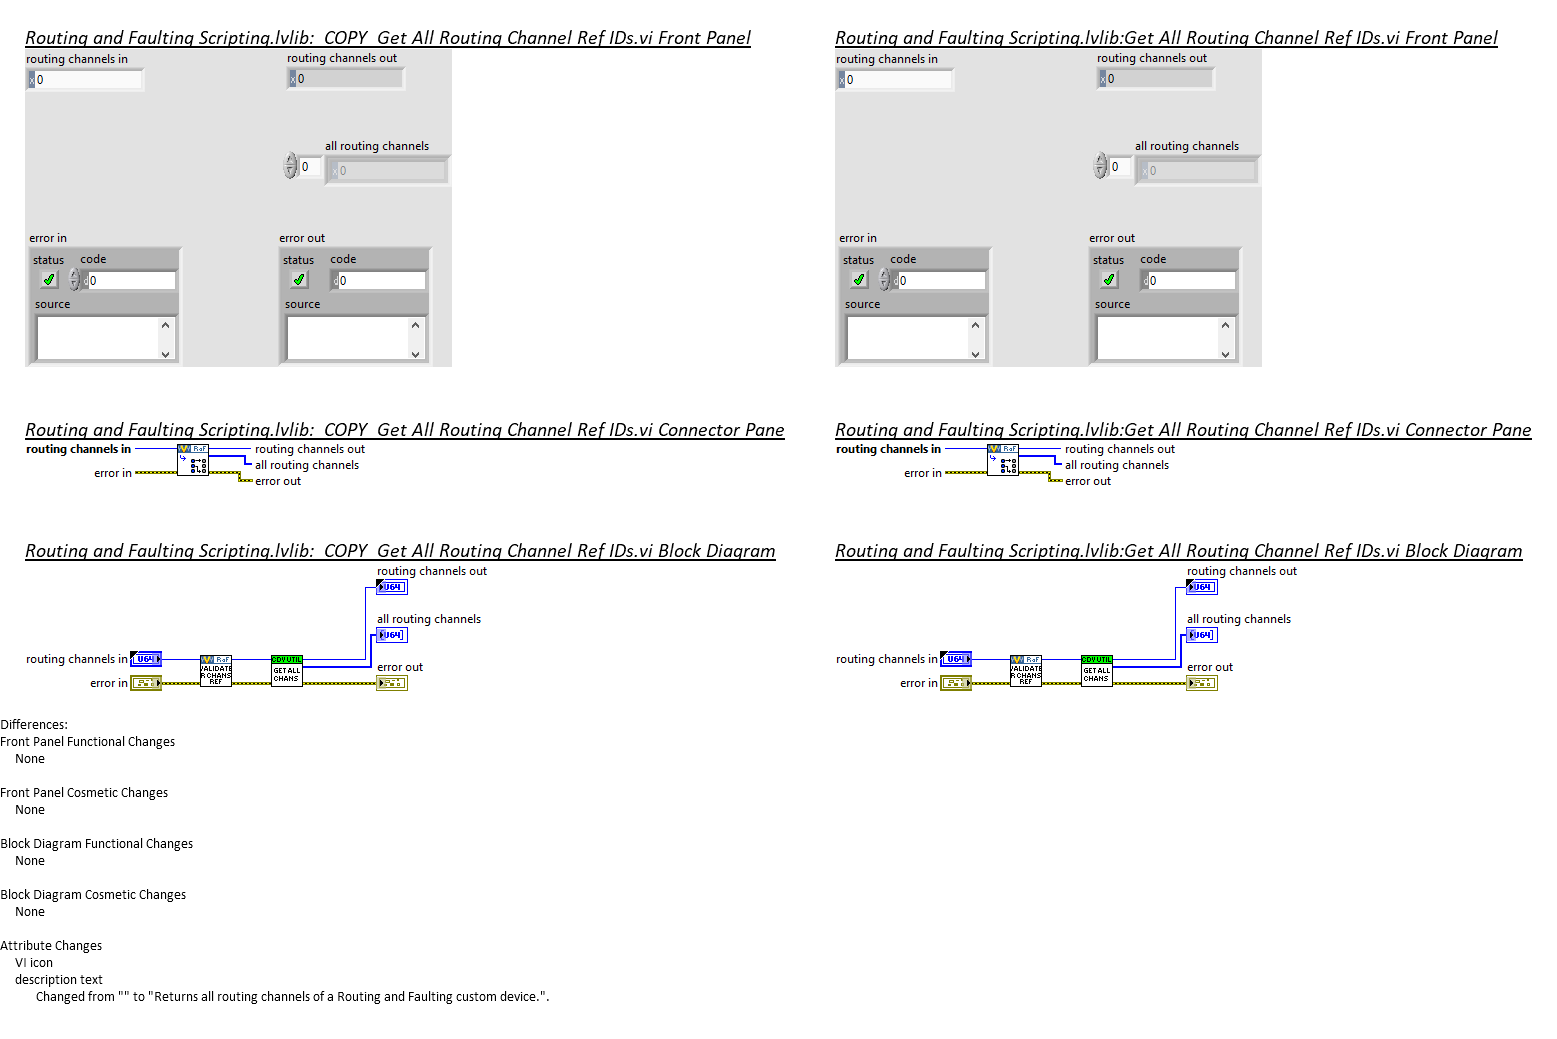 Routing and Faulting Scripting.lvlib:_COPY_Get All Routing Channel Ref IDs.vi Front Panel
routing channels in
x 0
routing channels out
x 0
all routing channels
0
x 0
error in
status code
d 0
source
error out
status code
d 0
source
Routing and Faulting Scripting.lvlib:Get All Routing Channel Ref IDs.vi Front Panel
routing channels in
x 0
routing channels out
x 0
all routing channels
0
x 0
error in
status code
d 0
source
error out
status code
d 0
source
Routing and Faulting Scripting.lvlib:_COPY_Get All Routing Channel Ref IDs.vi Connector Pane
routing channels in
RaF
routing channels out
all routing channels
error in
error out
Routing and Faulting Scripting.lvlib:Get All Routing Channel Ref IDs.vi Connector Pane
routing channels in
RaF
routing channels out
all routing channels
error in
error out
Routing and Faulting Scripting.lvlib:_COPY_Get All Routing Channel Ref IDs.vi Block Diagram
routing channels out
U64
all routing channels
U64]
routing channels in
U64
RaF
VALIDATE
R CHANS
REF
CDV UTIL
GET ALL
CHANS
error out
error in
Routing and Faulting Scripting.lvlib:Get All Routing Channel Ref IDs.vi Block Diagram
routing channels out
U64
all routing channels
U64]
routing channels in
U64
RaF
VALIDATE
R CHANS
REF
CDV UTIL
GET ALL
CHANS
error out
error in
Differences:
Front Panel Functional Changes
None
Front Panel Cosmetic Changes
None
Block Diagram Functional Changes
None
Block Diagram Cosmetic Changes
None
Attribute Changes
VI icon
description text
Changed from "" to "Returns all routing channels of a Routing and Faulting custom device.".